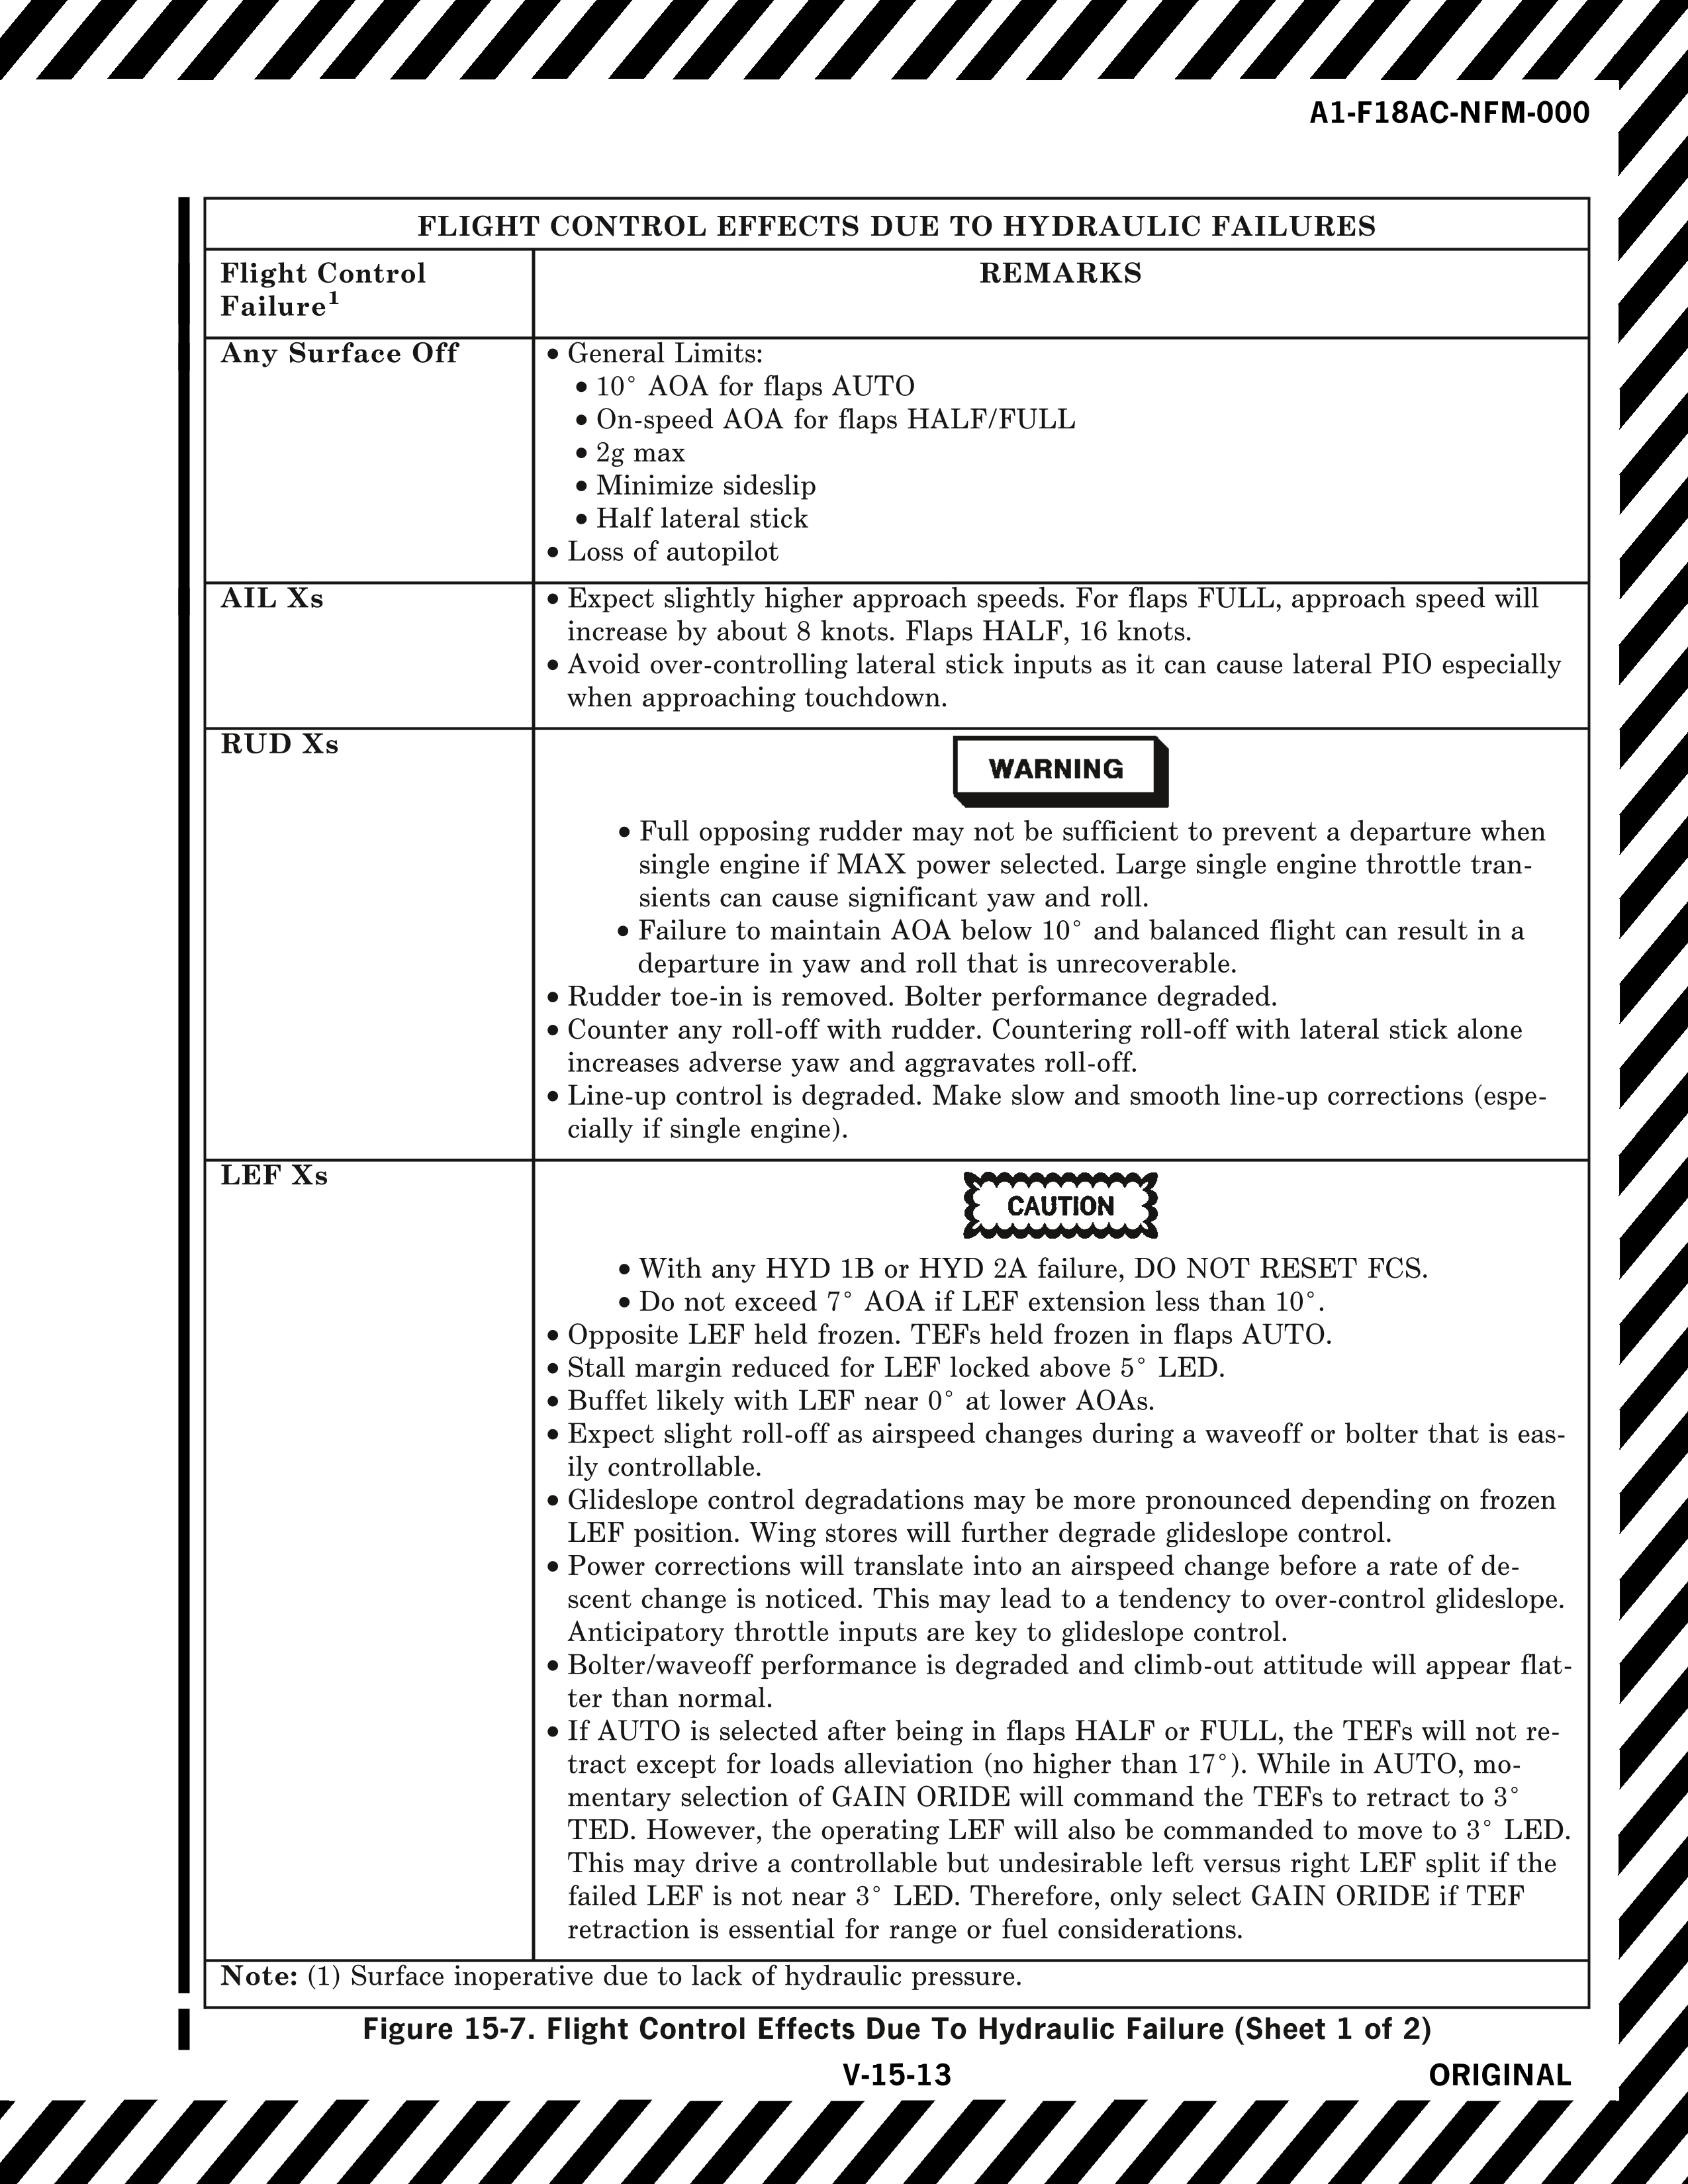 A1-F18AC-NFM-000
FLIGHT CONTROL EFFECTS DUE TO HYDRAULIC FAILURES
Flight Control
Failure1
REMARKS
Any Surface Off
• General Limits:
• 10° AOA for flaps AUTO
• On-speed AOA for flaps HALF/FULL
• 2g max
• Minimize sideslip
• Half lateral stick
• Loss of autopilot
AIL Xs
• Expect slightly higher approach speeds. For flaps FULL, approach speed will
increase by about 8 knots. Flaps HALF, 16 knots.
• Avoid over-controlling lateral stick inputs as it can cause lateral PIO especially
when approaching touchdown.
RUD Xs
WARNING
• Full opposing rudder may not be sufficient to prevent a departure when
single engine if MAX power selected. Large single engine throttle tran-
sients can cause significant yaw and roll.
• Failure to maintain AOA below 10° and balanced flight can result in a
departure in yaw and roll that is unrecoverable.
• Rudder toe-in is removed. Bolter performance degraded.
• Counter any roll-off with rudder. Countering roll-off with lateral stick alone
increases adverse yaw and aggravates roll-off.
• Line-up control is degraded. Make slow and smooth line-up corrections (espe-
cially if single engine).
LEF Xs
CAUTION
• With any HYD 1B or HYD 2A failure, DO NOT RESET FCS.
• Do not exceed 7° AOA if LEF extension less than 10°.
• Opposite LEF held frozen. TEFs held frozen in flaps AUTO.
• Stall margin reduced for LEF locked above 5° LED.
• Buffet likely with LEF near 0° at lower AOAs.
• Expect slight roll-off as airspeed changes during a waveoff or bolter that is eas-
ily controllable.
• Glideslope control degradations may be more pronounced depending on frozen
LEF position. Wing stores will further degrade glideslope control.
• Power corrections will translate into an airspeed change before a rate of de-
scent change is noticed. This may lead to a tendency to over-control glideslope.
Anticipatory throttle inputs are key to glideslope control.
• Bolter/waveoff performance is degraded and climb-out attitude will appear flat-
ter than normal.
• If AUTO is selected after being in flaps HALF or FULL, the TEFs will not re-
tract except for loads alleviation (no higher than 17°). While in AUTO, mo-
mentary selection of GAIN ORIDE will command the TEFs to retract to 3°
TED. However, the operating LEF will also be commanded to move to 3° LED.
This may drive a controllable but undesirable left versus right LEF split if the
failed LEF is not near 3° LED. Therefore, only select GAIN ORIDE if TEF
retraction is essential for range or fuel considerations.
Note: (1) Surface inoperative due to lack of hydraulic pressure.
Figure 15-7. Flight Control Effects Due To Hydraulic Failure (Sheet 1 of 2)
V-15-13
ORIGINAL